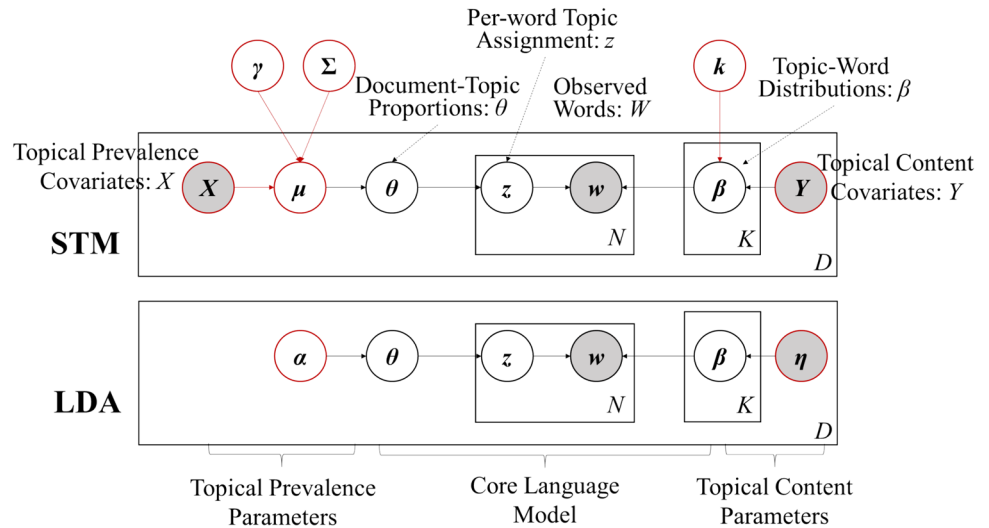 Per-word Topic
Assignment: z
γ
Σ
k
Document-Topic
Proportions: θ
Observed
Words: W
Topic-Word
Distributions: β
Topical Prevalence
Covariates: X
X
μ
θ
z
w
β
Y
Topical Content
Covariates: Y
STM
N
K
D
α
θ
z
w
β
η
LDA
N
K
D
Topical Prevalence
Parameters
Core Language
Model
Topical Content
Parameters